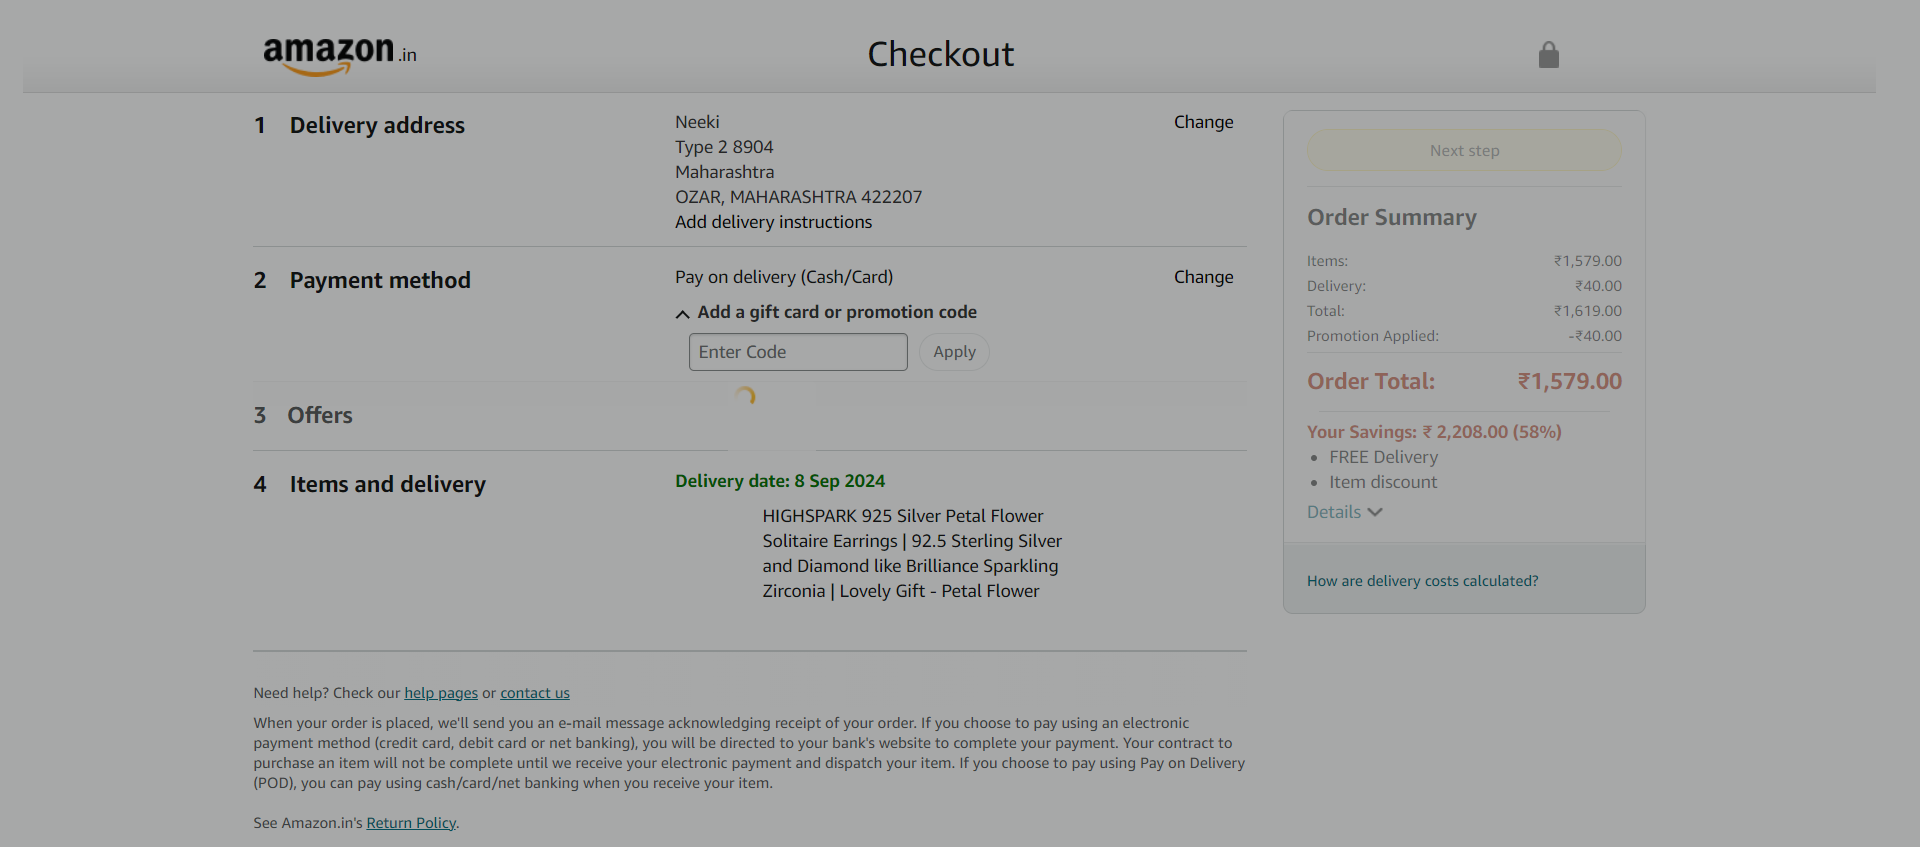 amazon.in
Checkout
1 Delivery address
Neeki
Type 2 8904
Maharashtra
OZAR, MAHARASHTRA 422207
Add delivery instructions
Change
2 Payment method
Pay on delivery (Cash/Card)
Change
Add a gift card or promotion code
Enter Code
Apply
3 Offers
4 Items and delivery
Delivery date: 8 Sep 2024
HIGHSPARK 925 Silver Petal Flower
Solitaire Earrings | 92.5 Sterling Silver
and Diamond like Brilliance Sparkling
Zirconia | Lovely Gift - Petal Flower
Need help? Check our help pages or contact us
When your order is placed, we'll send you an e-mail message acknowledging receipt of your order. If you choose to pay using an electronic
payment method (credit card, debit card or net banking), you will be directed to your bank's website to complete your payment. Your contract to
purchase an item will not be complete until we receive your electronic payment and dispatch your item. If you choose to pay using Pay on Delivery
(POD), you can pay using cash/card/net banking when you receive your item.
See Amazon.in's Return Policy.
Next step
Order Summary
Items: ₹1,579.00
Delivery: ₹40.00
Total: ₹1,619.00
Promotion Applied: -₹40.00
Order Total: ₹1,579.00
Your Savings: ₹ 2,208.00 (58%)
• FREE Delivery
• Item discount
Details
How are delivery costs calculated?